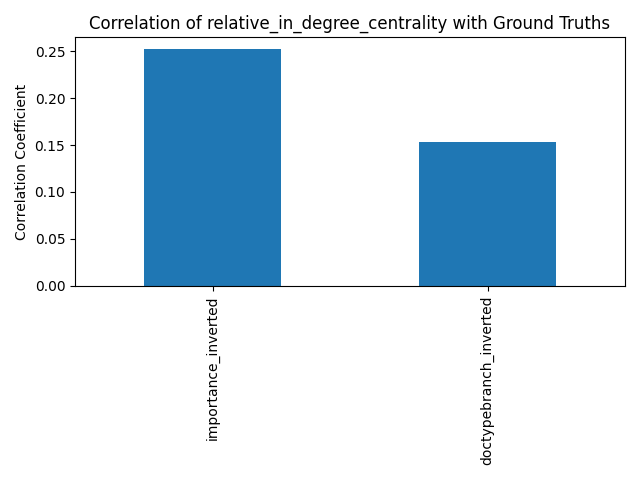 Correlation of relative_in_degree_centrality with Ground Truths
Correlation Coefficient
0.25
0.20
0.15
0.10
0.05
0.00
importance_inverted
doctypebranch_inverted